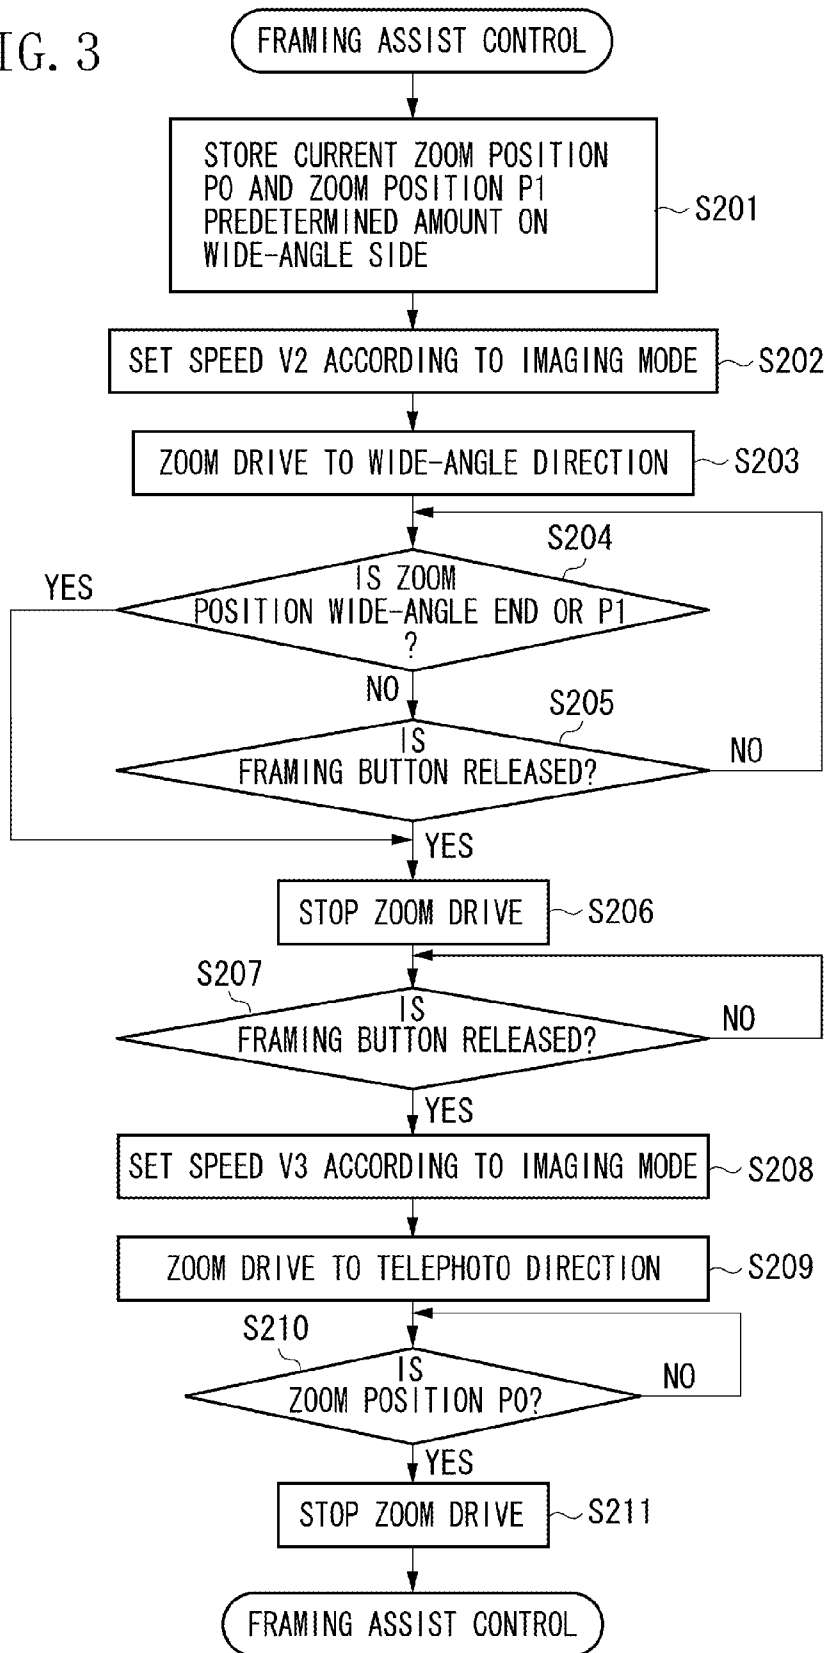 IG. 3
FRAMING ASSIST CONTROL
STORE CURRENT ZOOM POSITION
P0 AND ZOOM POSITION P1
PREDETERMINED AMOUNT ON
WIDE-ANGLE SIDE
S201
SET SPEED V2 ACCORDING TO IMAGING MODE
S202
ZOOM DRIVE TO WIDE-ANGLE DIRECTION
S203
S204
IS ZOOM
POSITION WIDE-ANGLE END OR P1
?
YES
NO
S205
IS
FRAMING BUTTON RELEASED?
NO
YES
STOP ZOOM DRIVE
S206
S207
IS
FRAMING BUTTON RELEASED?
NO
YES
SET SPEED V3 ACCORDING TO IMAGING MODE
S208
ZOOM DRIVE TO TELEPHOTO DIRECTION
S209
S210
IS
ZOOM POSITION P0?
NO
YES
STOP ZOOM DRIVE
S211
FRAMING ASSIST CONTROL